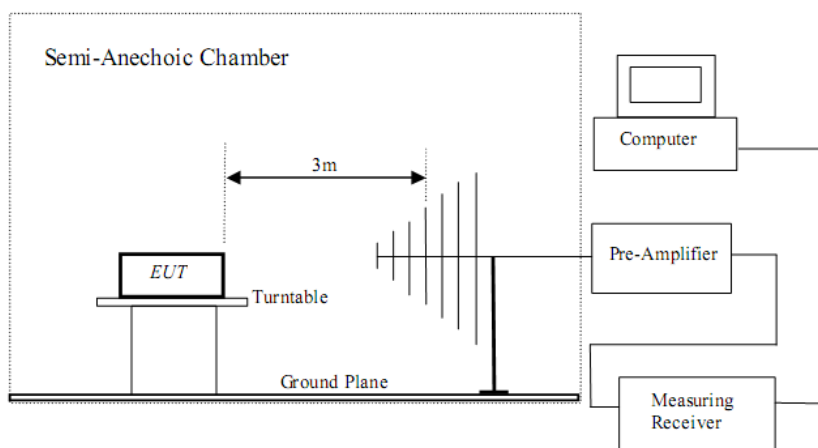 Semi-Anechoic Chamber
Computer
3m
Pre-Amplifier
EUT
Turntable
Ground Plane
Measuring
Receiver